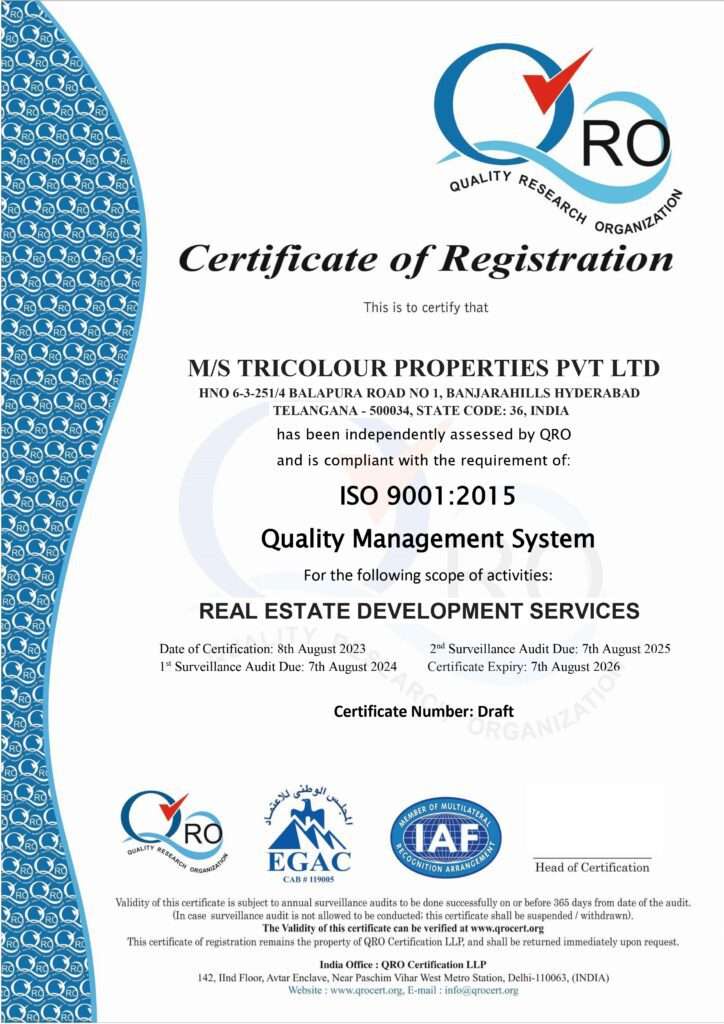 QRO
QUALITY RESEARCH ORGANIZATION
Certificate of Registration
This is to certify that
M/S TRICOLOUR PROPERTIES PVT LTD
HNO 6-3-251/4 BALAPURA ROAD NO 1, BANJARAHILLS HYDERABAD
TELANGANA - 500034, STATE CODE: 36, INDIA
has been independently assessed by QRO
and is compliant with the requirement of:
ISO 9001:2015
Quality Management System
For the following scope of activities:
REAL ESTATE DEVELOPMENT SERVICES
Date of Certification: 8th August 2023 2nd Surveillance Audit Due: 7th August 2025
1st Surveillance Audit Due: 7th August 2024 Certificate Expiry: 7th August 2026
Certificate Number: Draft
QRO
QUALITY RESEARCH ORGANIZATION
المجلس الوطنى للاعتماد
EGAC
CAB # 119005
MEMBER OF MULTILATERAL
IAF
RECOGNITION ARRANGEMENT
Head of Certification
Validity of this certificate is subject to annual surveillance audits to be done successfully on or before 365 days from date of the audit.
(In case surveillance audit is not allowed to be conducted; this certificate shall be suspended / withdrawn).
The Validity of this certificate can be verified at www.qrocert.org
This certificate of registration remains the property of QRO Certification LLP, and shall be returned immediately upon request.
India Office : QRO Certification LLP
142, IInd Floor, Avtar Enclave, Near Paschim Vihar West Metro Station, Delhi-110063, (INDIA)
Website : www.qrocert.org, E-mail : info@qrocert.org